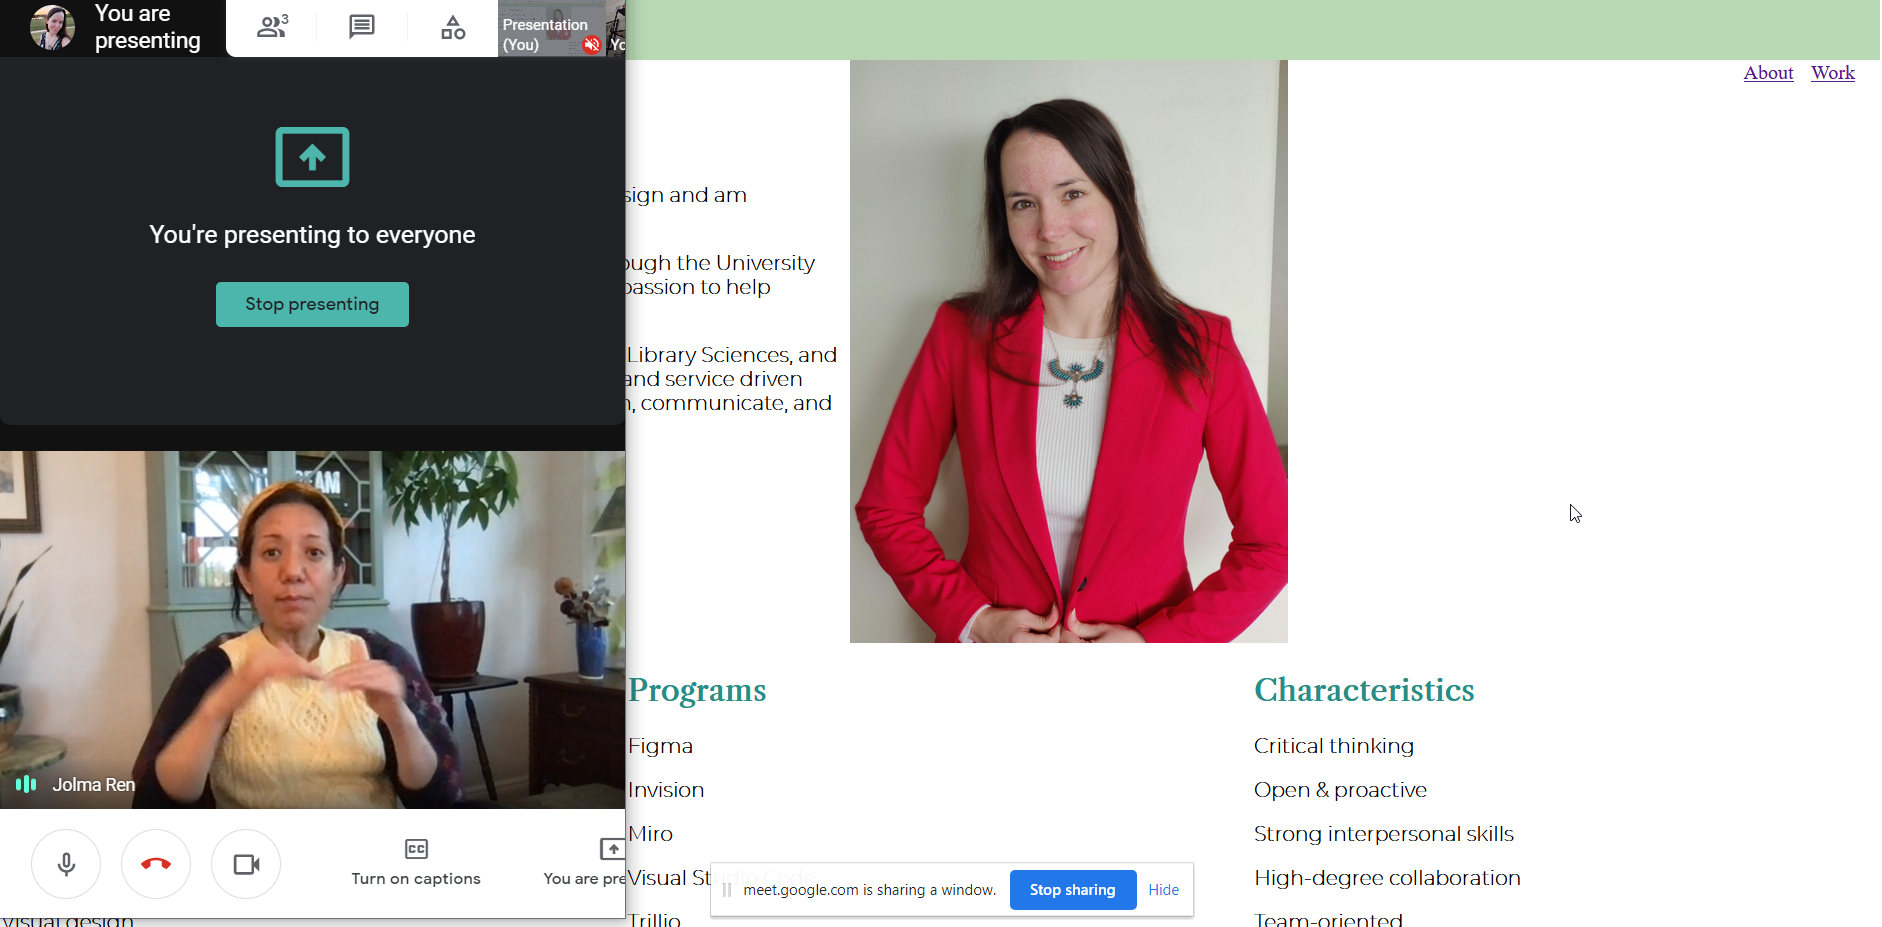 You are
presenting
3
Presentation
(You)
You're presenting to everyone
Stop presenting
Jolma Ren
Turn on captions
You are pre
About Work
sign and am
ough the University
passion to help
Library Sciences, and
and service driven
, communicate, and
Programs
Figma
Invision
Miro
Visual Studio Code
Trillio
Characteristics
Critical thinking
Open & proactive
Strong interpersonal skills
High-degree collaboration
Team-oriented
meet.google.com is sharing a window.
Stop sharing
Hide
Visual design